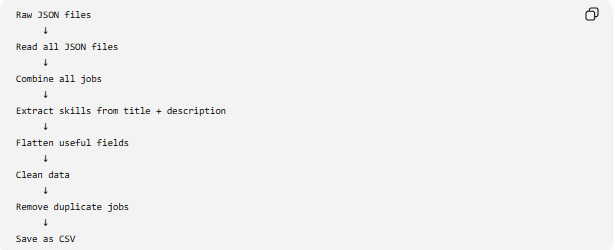 Raw JSON files
↓
Read all JSON files
↓
Combine all jobs
↓
Extract skills from title + description
↓
Flatten useful fields
↓
Clean data
↓
Remove duplicate jobs
↓
Save as CSV